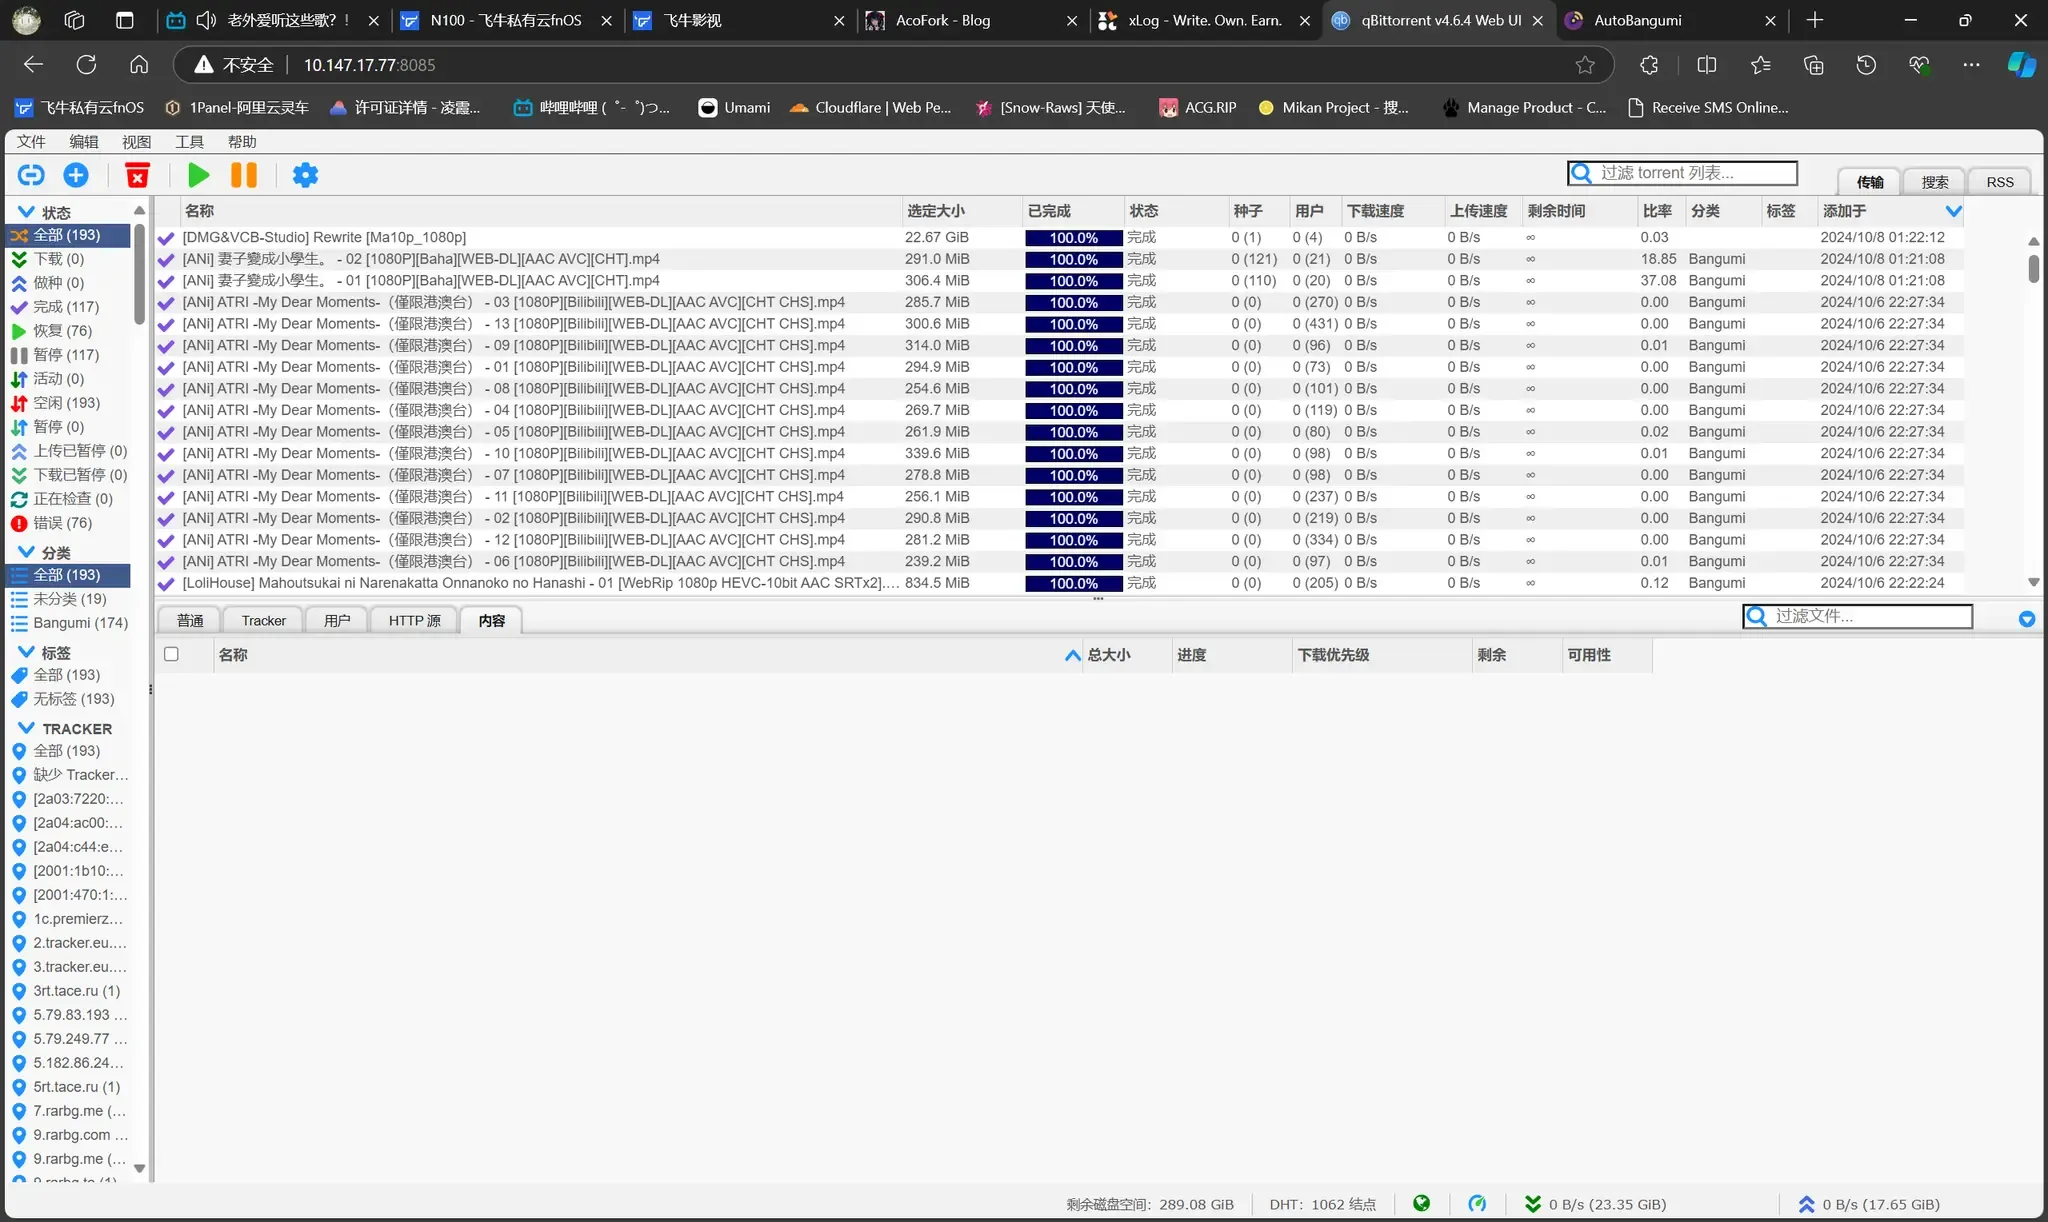 老外爱听这些歌？！
N100 - 飞牛私有云fnOS
飞牛影视
AcoFork - Blog
xLog - Write. Own. Earn.
qBittorrent v4.6.4 Web UI
AutoBangumi
不安全 10.147.17.77:8085
飞牛私有云fnOS 1Panel-阿里云灵车 许可证详情 - 凌霞... 哔哩哔哩 ( ゜- ゜)つ... Umami Cloudflare | Web Pe... [Snow-Raws] 天使... ACG.RIP Mikan Project - 搜... Manage Product - C... Receive SMS Online...
文件 编辑 视图 工具 帮助
过滤 torrent 列表...
传输 搜索 RSS
状态
全部 (193)
下载 (0)
做种 (0)
完成 (117)
恢复 (76)
暂停 (117)
活动 (0)
空闲 (193)
暂停 (0)
上传已暂停 (0)
下载已暂停 (0)
正在检查 (0)
错误 (76)
分类
全部 (193)
未分类 (19)
Bangumi (174)
标签
全部 (193)
无标签 (193)
TRACKER
全部 (193)
缺少 Tracker...
[2a03:7220:...
[2a04:ac00:...
[2a04:c44:e...
[2001:1b10:...
[2001:470:1:...
1c.premierz...
2.tracker.eu....
3.tracker.eu....
3rt.tace.ru (1)
5.79.83.193 ...
5.79.249.77 ...
5.182.86.24...
5rt.tace.ru (1)
7.rarbg.me (...
9.rarbg.com ...
9.rarbg.me (...
名称 选定大小 已完成 状态 种子 用户 下载速度 上传速度 剩余时间 比率 分类 标签 添加于
[DMG&VCB-Studio] Rewrite [Ma10p_1080p] 22.67 GiB 100.0% 完成 0 (1) 0 (4) 0 B/s 0 B/s ∞ 0.03 2024/10/8 01:22:12
[ANi] 妻子變成小學生。 - 02 [1080P][Baha][WEB-DL][AAC AVC][CHT].mp4 291.0 MiB 100.0% 完成 0 (121) 0 (21) 0 B/s 0 B/s ∞ 18.85 Bangumi 2024/10/8 01:21:08
[ANi] 妻子變成小學生。 - 01 [1080P][Baha][WEB-DL][AAC AVC][CHT].mp4 306.4 MiB 100.0% 完成 0 (110) 0 (20) 0 B/s 0 B/s ∞ 37.08 Bangumi 2024/10/8 01:21:08
[ANi] ATRI -My Dear Moments-（僅限港澳台） - 03 [1080P][Bilibili][WEB-DL][AAC AVC][CHT CHS].mp4 285.7 MiB 100.0% 完成 0 (0) 0 (270) 0 B/s 0 B/s ∞ 0.00 Bangumi 2024/10/6 22:27:34
[ANi] ATRI -My Dear Moments-（僅限港澳台） - 13 [1080P][Bilibili][WEB-DL][AAC AVC][CHT CHS].mp4 300.6 MiB 100.0% 完成 0 (0) 0 (431) 0 B/s 0 B/s ∞ 0.00 Bangumi 2024/10/6 22:27:34
[ANi] ATRI -My Dear Moments-（僅限港澳台） - 09 [1080P][Bilibili][WEB-DL][AAC AVC][CHT CHS].mp4 314.0 MiB 100.0% 完成 0 (0) 0 (96) 0 B/s 0 B/s ∞ 0.01 Bangumi 2024/10/6 22:27:34
[ANi] ATRI -My Dear Moments-（僅限港澳台） - 01 [1080P][Bilibili][WEB-DL][AAC AVC][CHT CHS].mp4 294.9 MiB 100.0% 完成 0 (0) 0 (73) 0 B/s 0 B/s ∞ 0.00 Bangumi 2024/10/6 22:27:34
[ANi] ATRI -My Dear Moments-（僅限港澳台） - 08 [1080P][Bilibili][WEB-DL][AAC AVC][CHT CHS].mp4 254.6 MiB 100.0% 完成 0 (0) 0 (101) 0 B/s 0 B/s ∞ 0.00 Bangumi 2024/10/6 22:27:34
[ANi] ATRI -My Dear Moments-（僅限港澳台） - 04 [1080P][Bilibili][WEB-DL][AAC AVC][CHT CHS].mp4 269.7 MiB 100.0% 完成 0 (0) 0 (119) 0 B/s 0 B/s ∞ 0.00 Bangumi 2024/10/6 22:27:34
[ANi] ATRI -My Dear Moments-（僅限港澳台） - 05 [1080P][Bilibili][WEB-DL][AAC AVC][CHT CHS].mp4 261.9 MiB 100.0% 完成 0 (0) 0 (80) 0 B/s 0 B/s ∞ 0.02 Bangumi 2024/10/6 22:27:34
[ANi] ATRI -My Dear Moments-（僅限港澳台） - 10 [1080P][Bilibili][WEB-DL][AAC AVC][CHT CHS].mp4 339.6 MiB 100.0% 完成 0 (0) 0 (98) 0 B/s 0 B/s ∞ 0.01 Bangumi 2024/10/6 22:27:34
[ANi] ATRI -My Dear Moments-（僅限港澳台） - 07 [1080P][Bilibili][WEB-DL][AAC AVC][CHT CHS].mp4 278.8 MiB 100.0% 完成 0 (0) 0 (98) 0 B/s 0 B/s ∞ 0.00 Bangumi 2024/10/6 22:27:34
[ANi] ATRI -My Dear Moments-（僅限港澳台） - 11 [1080P][Bilibili][WEB-DL][AAC AVC][CHT CHS].mp4 256.1 MiB 100.0% 完成 0 (0) 0 (237) 0 B/s 0 B/s ∞ 0.00 Bangumi 2024/10/6 22:27:34
[ANi] ATRI -My Dear Moments-（僅限港澳台） - 02 [1080P][Bilibili][WEB-DL][AAC AVC][CHT CHS].mp4 290.8 MiB 100.0% 完成 0 (0) 0 (219) 0 B/s 0 B/s ∞ 0.00 Bangumi 2024/10/6 22:27:34
[ANi] ATRI -My Dear Moments-（僅限港澳台） - 12 [1080P][Bilibili][WEB-DL][AAC AVC][CHT CHS].mp4 281.2 MiB 100.0% 完成 0 (0) 0 (334) 0 B/s 0 B/s ∞ 0.00 Bangumi 2024/10/6 22:27:34
[ANi] ATRI -My Dear Moments-（僅限港澳台） - 06 [1080P][Bilibili][WEB-DL][AAC AVC][CHT CHS].mp4 239.2 MiB 100.0% 完成 0 (0) 0 (97) 0 B/s 0 B/s ∞ 0.01 Bangumi 2024/10/6 22:27:34
[LoliHouse] Mahoutsukai ni Narenakatta Onnanoko no Hanashi - 01 [WebRip 1080p HEVC-10bit AAC SRTx2].... 834.5 MiB 100.0% 完成 0 (0) 0 (205) 0 B/s 0 B/s ∞ 0.12 Bangumi 2024/10/6 22:22:24
普通 Tracker 用户 HTTP 源 内容
过滤文件...
名称 总大小 进度 下载优先级 剩余 可用性
剩余磁盘空间：289.08 GiB DHT：1062 结点 0 B/s (23.35 GiB) 0 B/s (17.65 GiB)